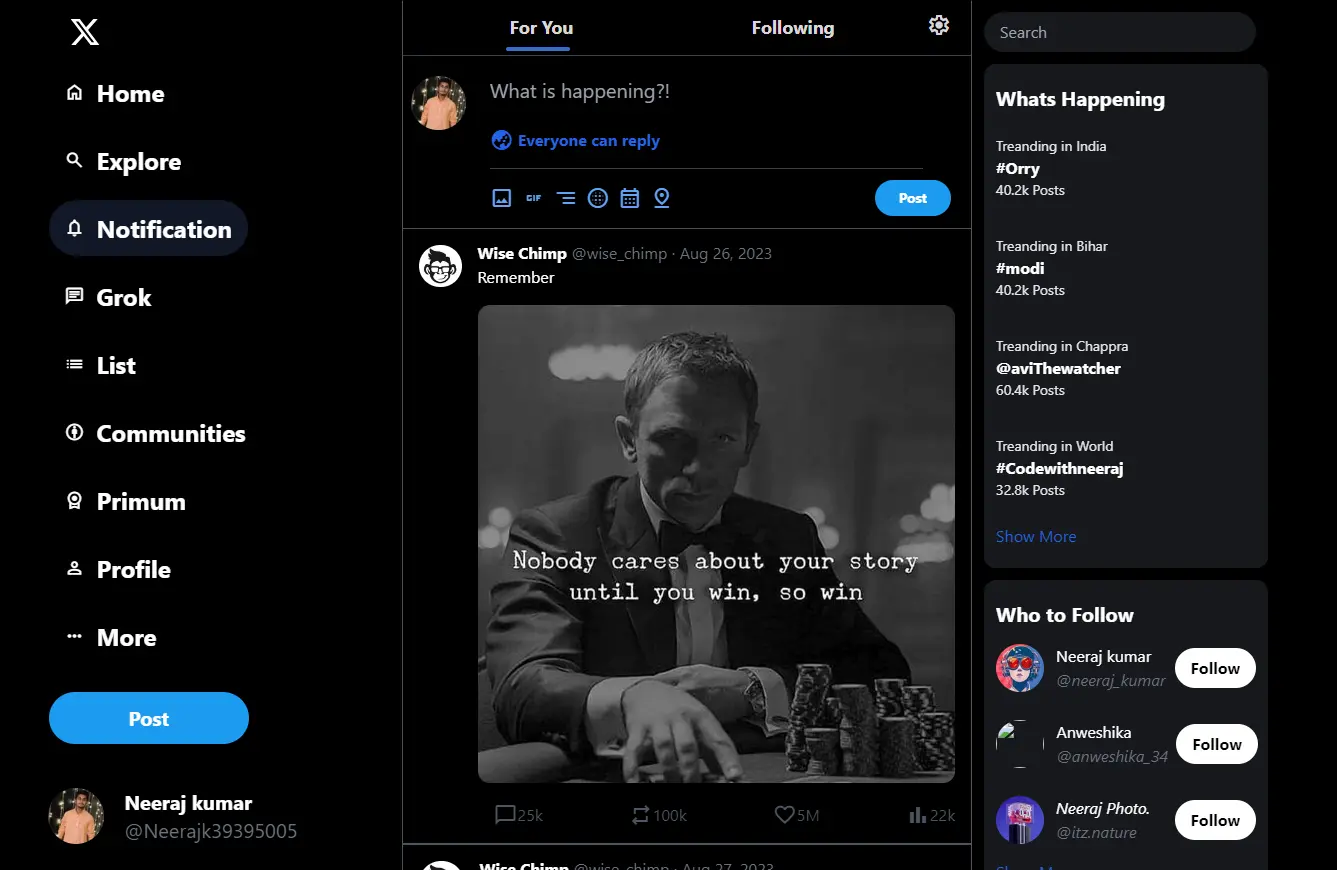 Home
Explore
Notification
Grok
List
Communities
Primum
Profile
More
Post
Neeraj kumar
@Neerajk39395005
For You
Following
What is happening?!
Everyone can reply
GIF
Post
Wise Chimp @wise_chimp · Aug 26, 2023
Remember
Nobody cares about your story
until you win, so win
25k
100k
5M
22k
Wise Chimp @wise_chimp · Aug 27, 2023
Search
Whats Happening
Treanding in India
#Orry
40.2k Posts
Treanding in Bihar
#modi
40.2k Posts
Treanding in Chappra
@aviThewatcher
60.4k Posts
Treanding in World
#Codewithneeraj
32.8k Posts
Show More
Who to Follow
Neeraj kumar
@neeraj_kumar
Follow
Anweshika
@anweshika_34
Follow
Neeraj Photo.
@itz.nature
Follow